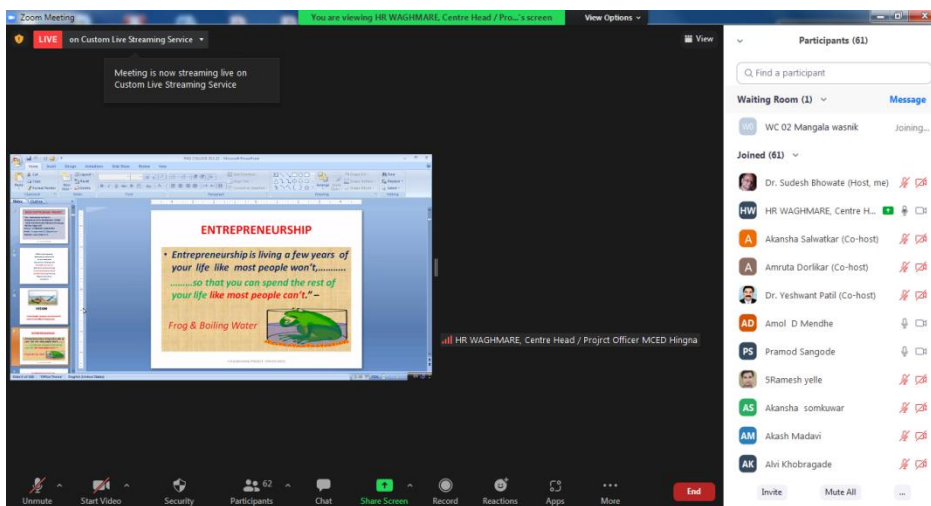 Zoom Meeting
You are viewing HR WAGHMARE, Centre Head / Pro...'s screen
View Options
LIVE on Custom Live Streaming Service
View
Meeting is now streaming live on
Custom Live Streaming Service
ENTREPRENEURSHIP
• Entrepreneurship is living a few years of
your life like most people won't,...........
.........so that you can spend the rest of
your life like most people can't." –
Frog & Boiling Water
HR WAGHMARE, Centre Head / Projrct Officer MCED Hingna
Participants (61)
Find a participant
Waiting Room (1)
Message
WC 02 Mangala wasnik
Joining...
Joined (61)
Dr. Sudesh Bhowate (Host, me)
HW HR WAGHMARE, Centre H...
A Akansha Salwatkar (Co-host)
A Amruta Dorlikar (Co-host)
Dr. Yeshwant Patil (Co-host)
AD Amol D Mendhe
PS Pramod Sangode
5Ramesh yelle
AS Akansha somkuwar
AM Akash Madavi
AK Alvi Khobragade
Unmute
Start Video
Security
Participants
62
Chat
Share Screen
Record
Reactions
Apps
More
End
Invite
Mute All
...